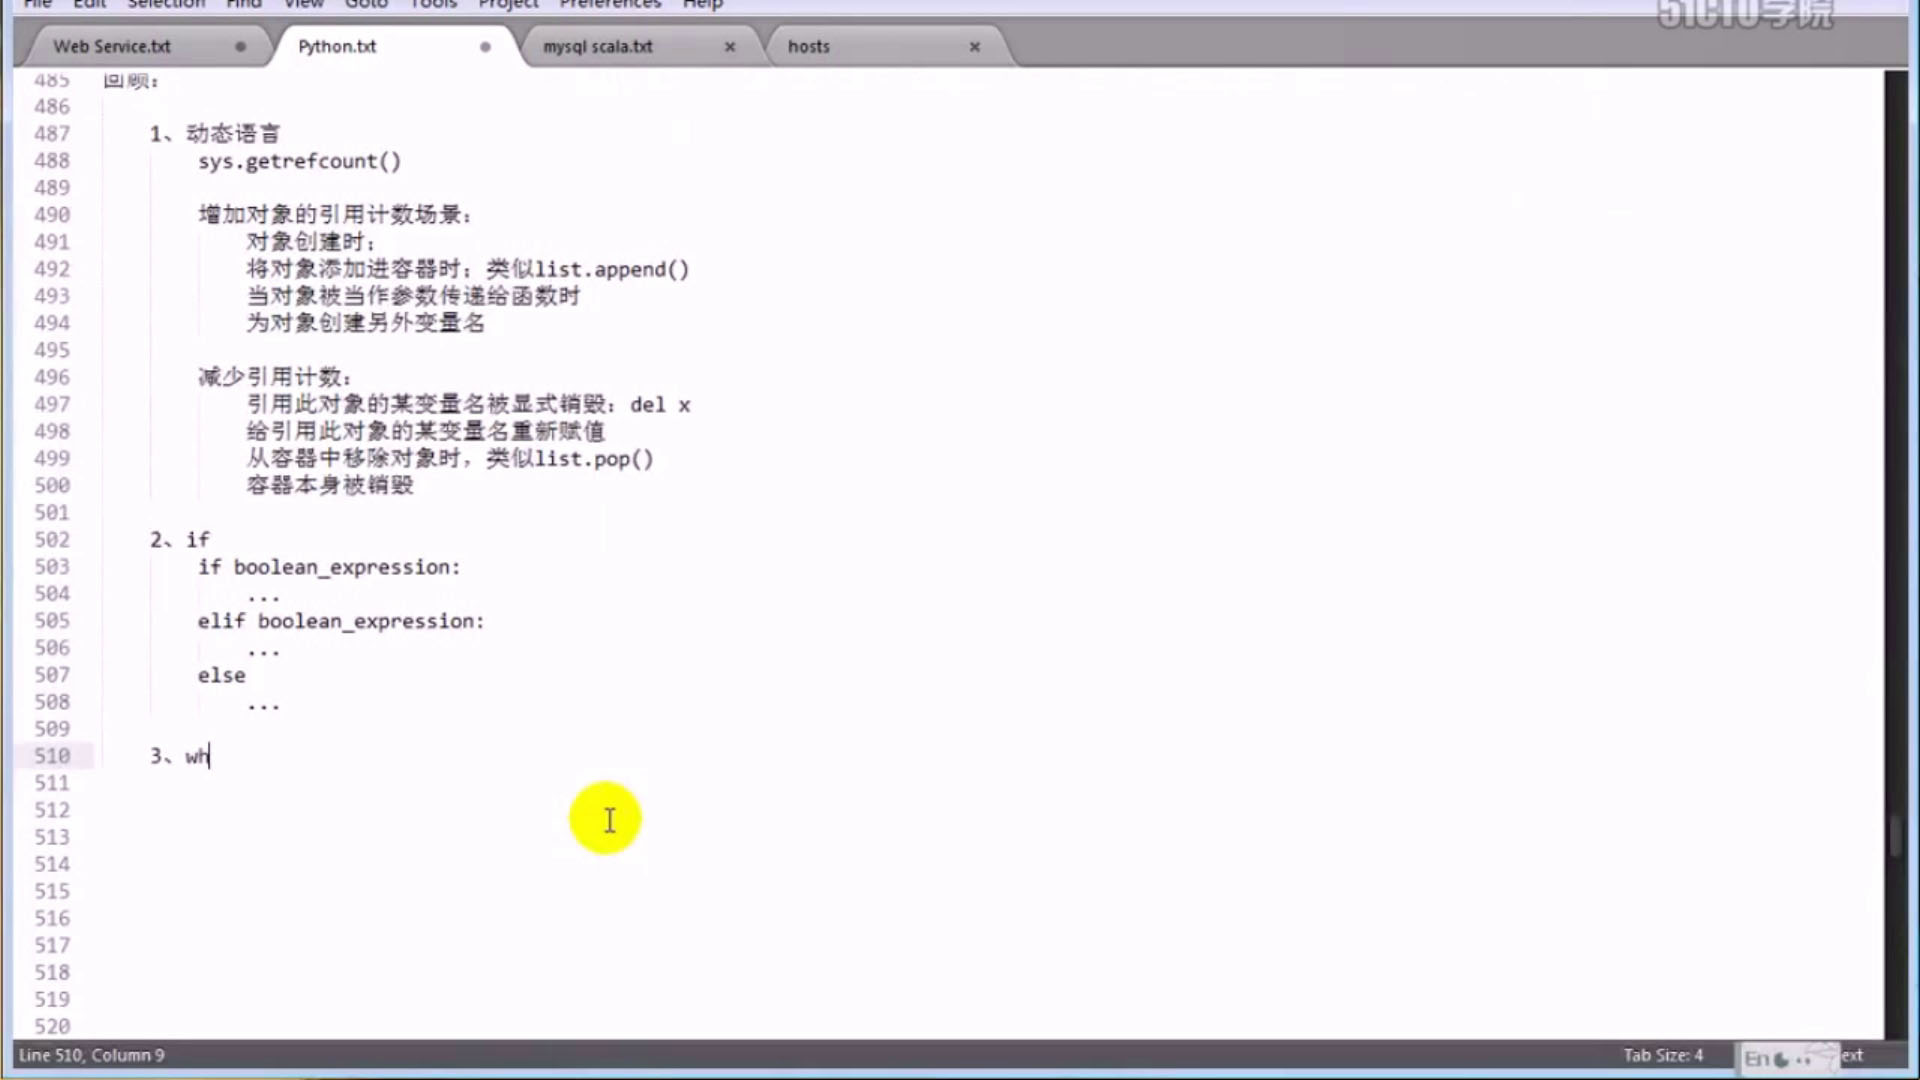 File Edit Selection Find View Goto Tools Project Preferences Help
51CTO学院
Web Service.txt
Python.txt
mysql scala.txt
hosts
485 回顾：
486
487 1、动态语言
488 sys.getrefcount()
489
490 增加对象的引用计数场景：
491 对象创建时；
492 将对象添加进容器时；类似list.append()
493 当对象被当作参数传递给函数时
494 为对象创建另外变量名
495
496 减少引用计数：
497 引用此对象的某变量名被显式销毁：del x
498 给引用此对象的某变量名重新赋值
499 从容器中移除对象时，类似list.pop()
500 容器本身被销毁
501
502 2、if
503 if boolean_expression:
504 ...
505 elif boolean_expression:
506 ...
507 else
508 ...
509
510 3、wh
511
512
513
514
515
516
517
518
519
520
Line 510, Column 9
Tab Size: 4
En
ext